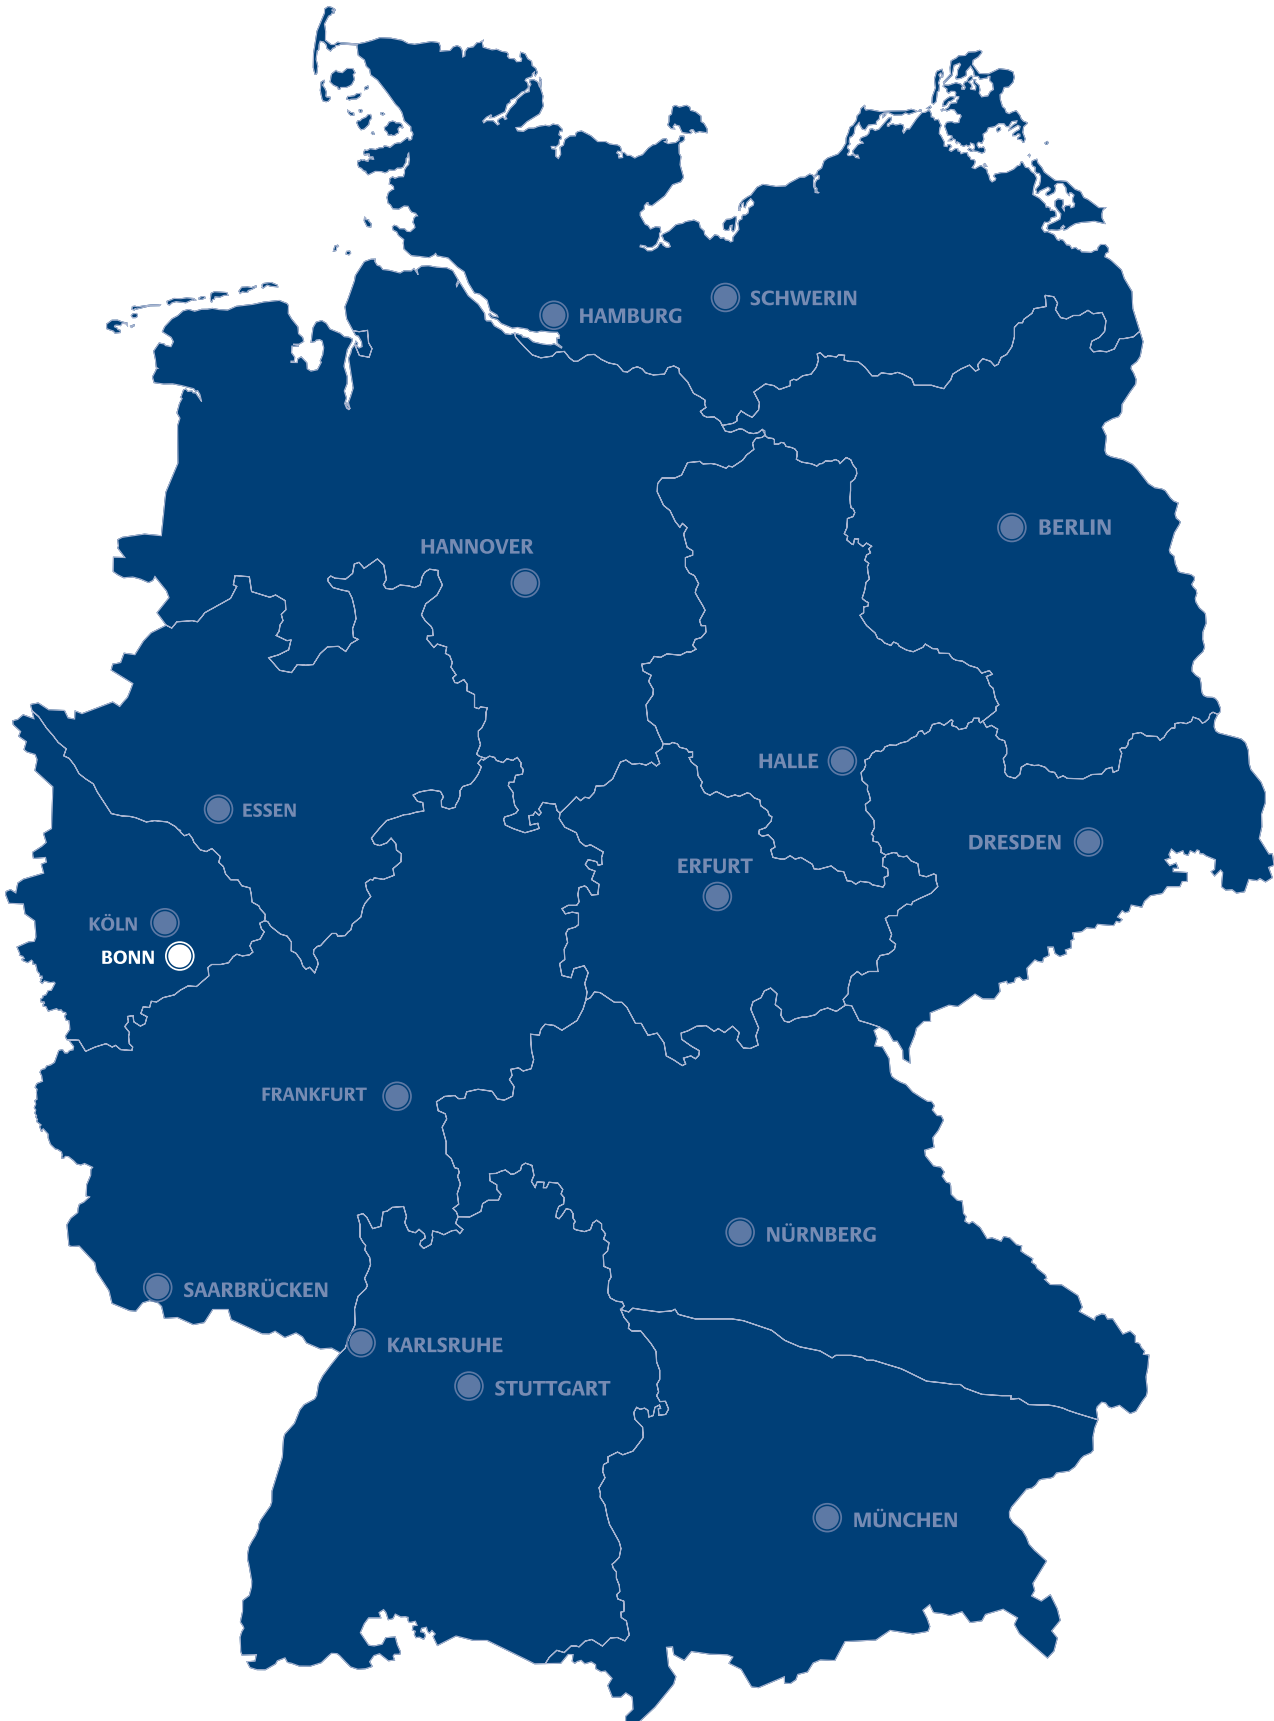 SCHWERIN
HAMBURG
BERLIN
HANNOVER
HALLE
ESSEN
DRESDEN
ERFURT
KÖLN
BONN
FRANKFURT
NÜRNBERG
SAARBRÜCKEN
KARLSRUHE
STUTTGART
MÜNCHEN